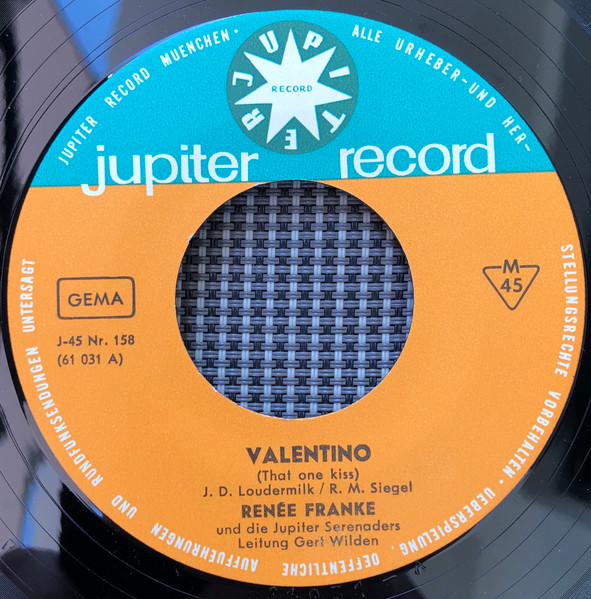 JUPITER RECORD MUENCHEN · ALLE URHEBER- UND HER-
STELLUNGSRECHTE VORBEHALTEN · UEBERSPIELUNG, OEFFENTLICHE AUFFUEHRUNGEN UND RUNDFUNKSENDUNGEN UNTERSAGT
JUPITER
RECORD
jupiter record
GEMA
M
45
J-45 Nr. 158
(61 031 A)
VALENTINO
(That one kiss)
J. D. Loudermilk / R. M. Siegel
RENÉE FRANKE
und die Jupiter Serenaders
Leitung Gert Wilden